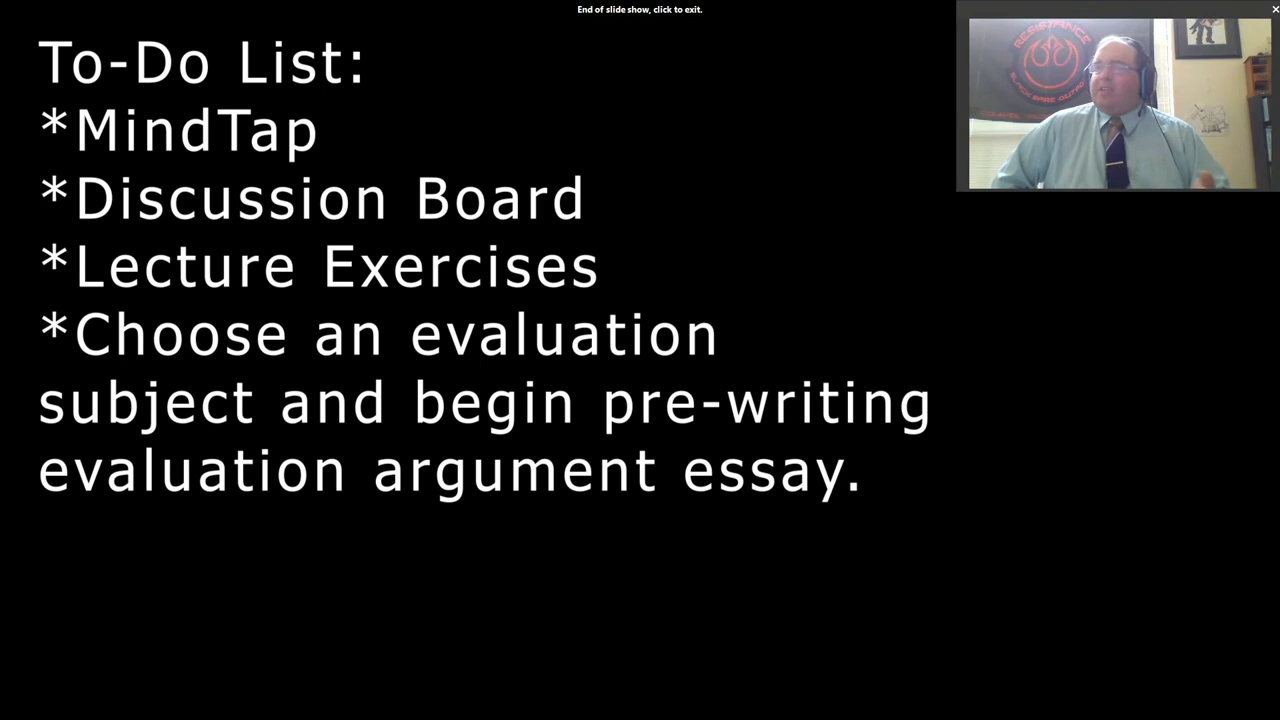 End of slide show, click to exit.
To-Do List:
*MindTap
*Discussion Board
*Lecture Exercises
*Choose an evaluation
subject and begin pre-writing
evaluation argument essay.
RESISTANCE